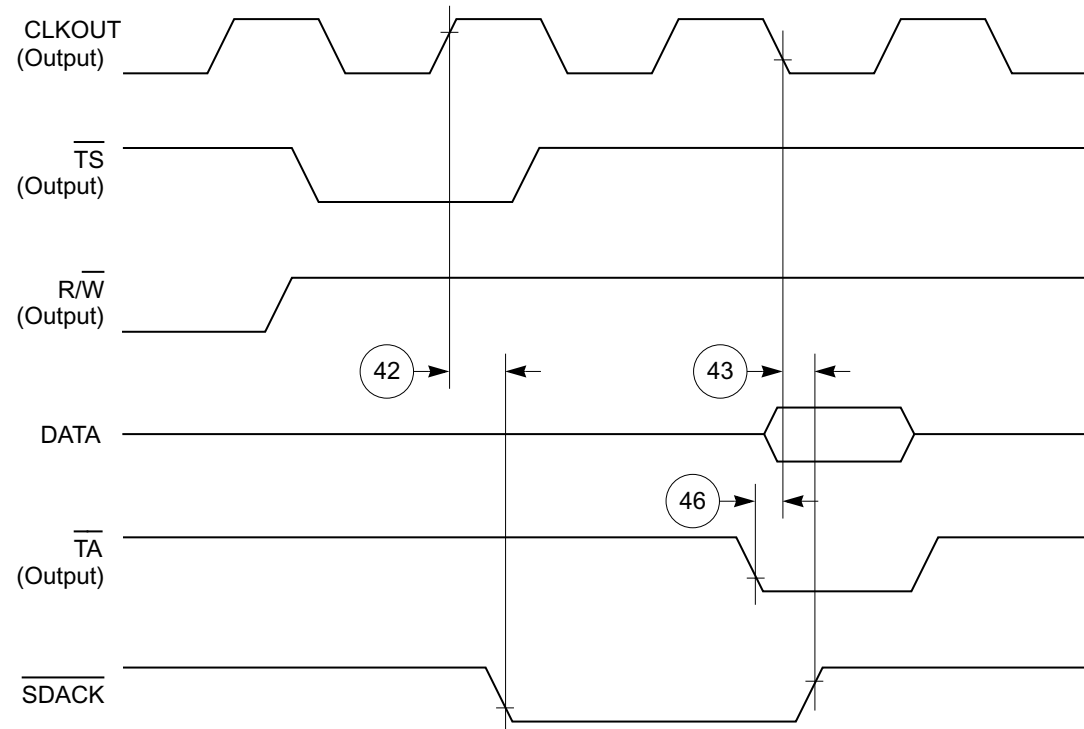 CLKOUT
(Output)
TS
(Output)
R/W
(Output)
42
43
DATA
46
TA
(Output)
SDACK